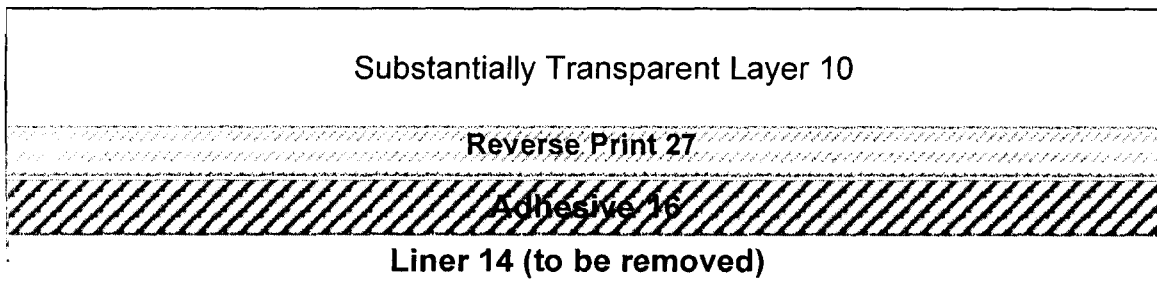 Substantially Transparent Layer 10
Reverse Print 27
Adhesive 16
Liner 14 (to be removed)